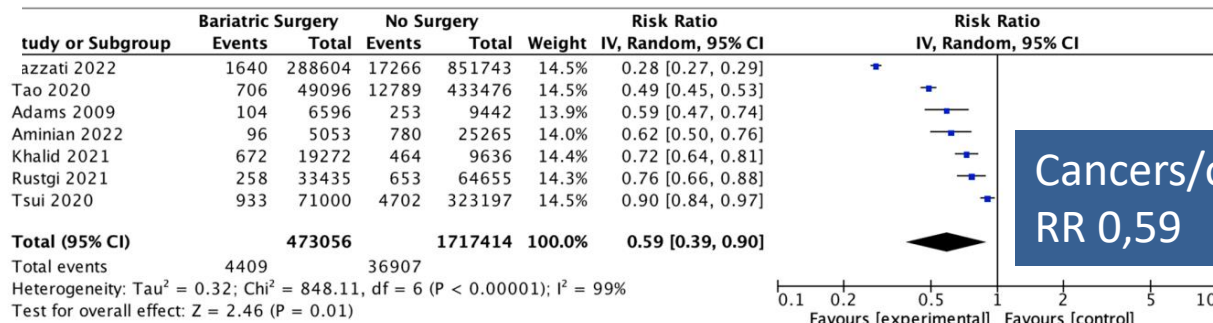 Bariatric Surgery No Surgery Risk Ratio Risk Ratio
tudy or Subgroup Events Total Events Total Weight IV, Random, 95% CI IV, Random, 95% CI
azzati 2022 1640 288604 17266 851743 14.5% 0.28 [0.27, 0.29]
Tao 2020 706 49096 12789 433476 14.5% 0.49 [0.45, 0.53]
Adams 2009 104 6596 253 9442 13.9% 0.59 [0.47, 0.74]
Aminian 2022 96 5053 780 25265 14.0% 0.62 [0.50, 0.76]
Khalid 2021 672 19272 464 9636 14.4% 0.72 [0.64, 0.81]
Rustgi 2021 258 33435 653 64655 14.3% 0.76 [0.66, 0.88]
Tsui 2020 933 71000 4702 323197 14.5% 0.90 [0.84, 0.97]
Cancers/
RR 0,59
Total (95% CI) 473056 1717414 100.0% 0.59 [0.39, 0.90]
Total events 4409 36907
Heterogeneity: Tau² = 0.32; Chi² = 848.11, df = 6 (P < 0.00001); I² = 99%
Test for overall effect: Z = 2.46 (P = 0.01)
0.1 0.2 0.5 1 2 5 10
Favours [experimental] Favours [control]